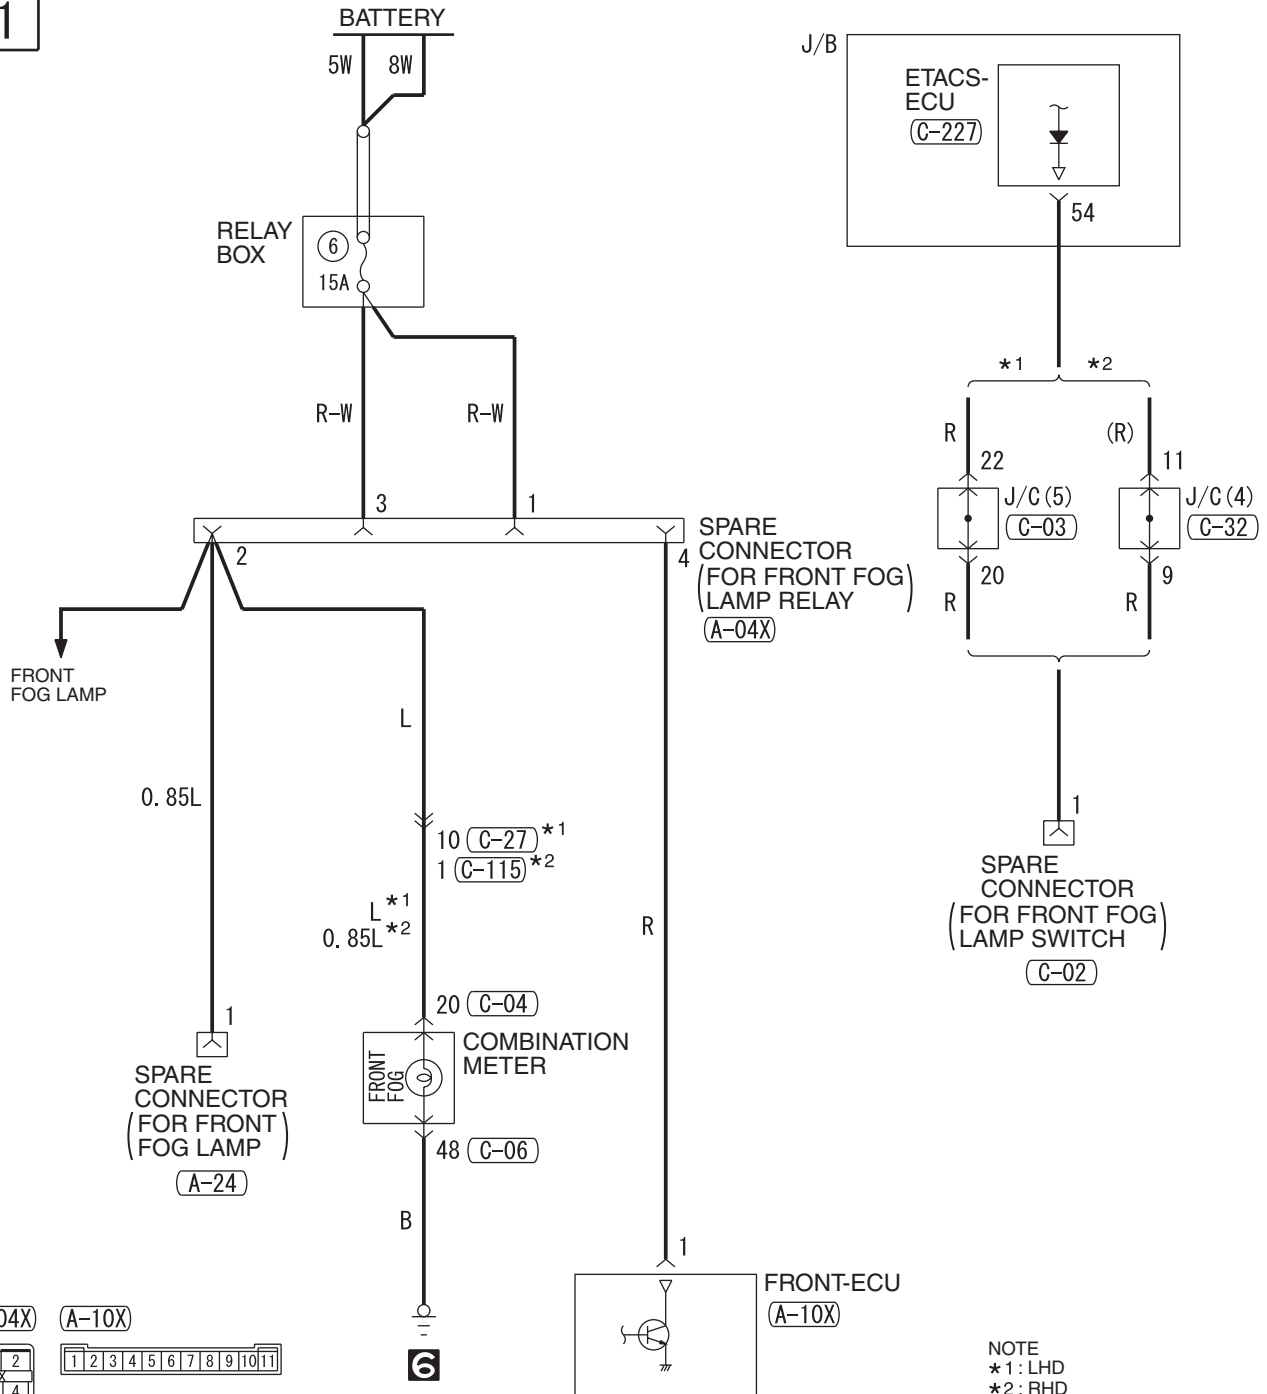 1
BATTERY
5W 8W
J/B
ETACS-
ECU
C-227
54
RELAY
BOX
6
15A
*1 *2
R-W R-W
R (R)
22 11
J/C(5) J/C(4)
C-03 C-32
20 9
R R
3 1
2 4
SPARE
CONNECTOR
(FOR FRONT FOG
LAMP RELAY)
A-04X
FRONT
FOG LAMP
L
0.85L
10 C-27 *1
1 C-115 *2
L *1
0.85L *2
R
1
SPARE
CONNECTOR
(FOR FRONT FOG
LAMP SWITCH)
C-02
20 C-04
1
COMBINATION
METER
FRONT
FOG
SPARE
CONNECTOR
(FOR FRONT
FOG LAMP)
A-24
48 C-06
B
1
FRONT-ECU
A-10X
04X A-10X
2
1 2 3 4 5 6 7 8 9 10 11
X
4
6
NOTE
*1 : LHD
*2 : RHD